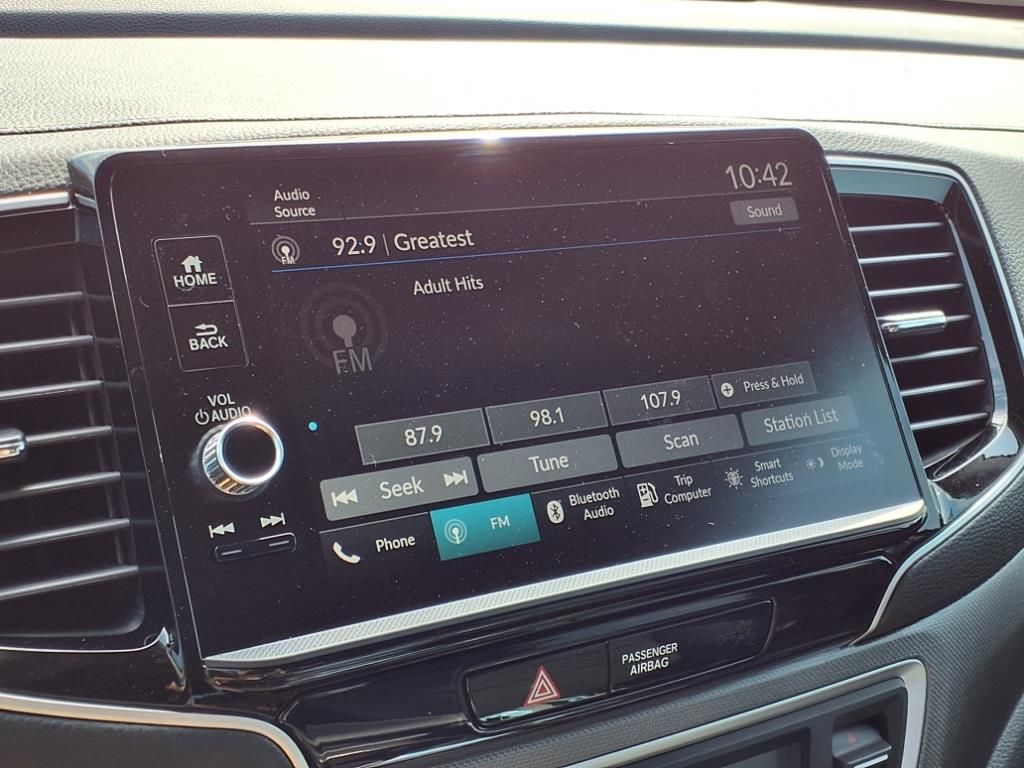 10:42
Audio
Source
Sound
FM
92.9 | Greatest
HOME
Adult Hits
BACK
FM
VOL
AUDIO
87.9
98.1
107.9
Press & Hold
Seek
Tune
Scan
Station List
Phone
FM
Bluetooth
Audio
Trip
Computer
Smart
Shortcuts
Display
Mode
PASSENGER
AIRBAG